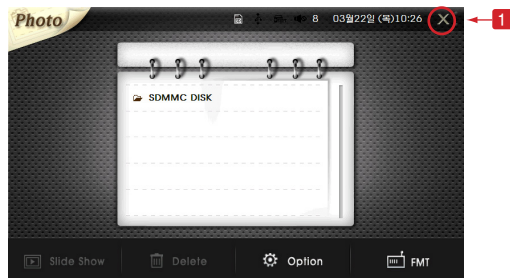 Photo 8 03월22일 (목)10:26 1
SDMMC DISK
Slide Show Delete Option FMT